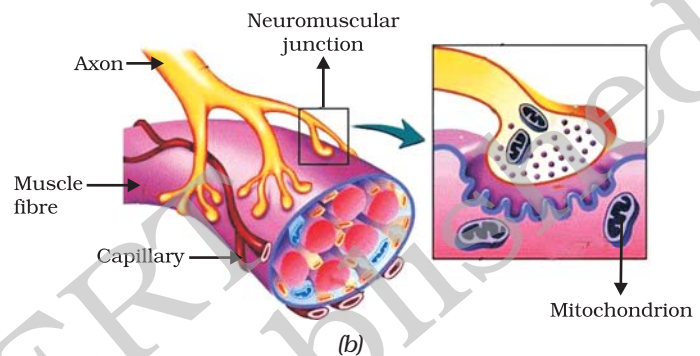 Neuromuscular
junction
Axon
Muscle
fibre
Capillary
Mitochondrion
(b)